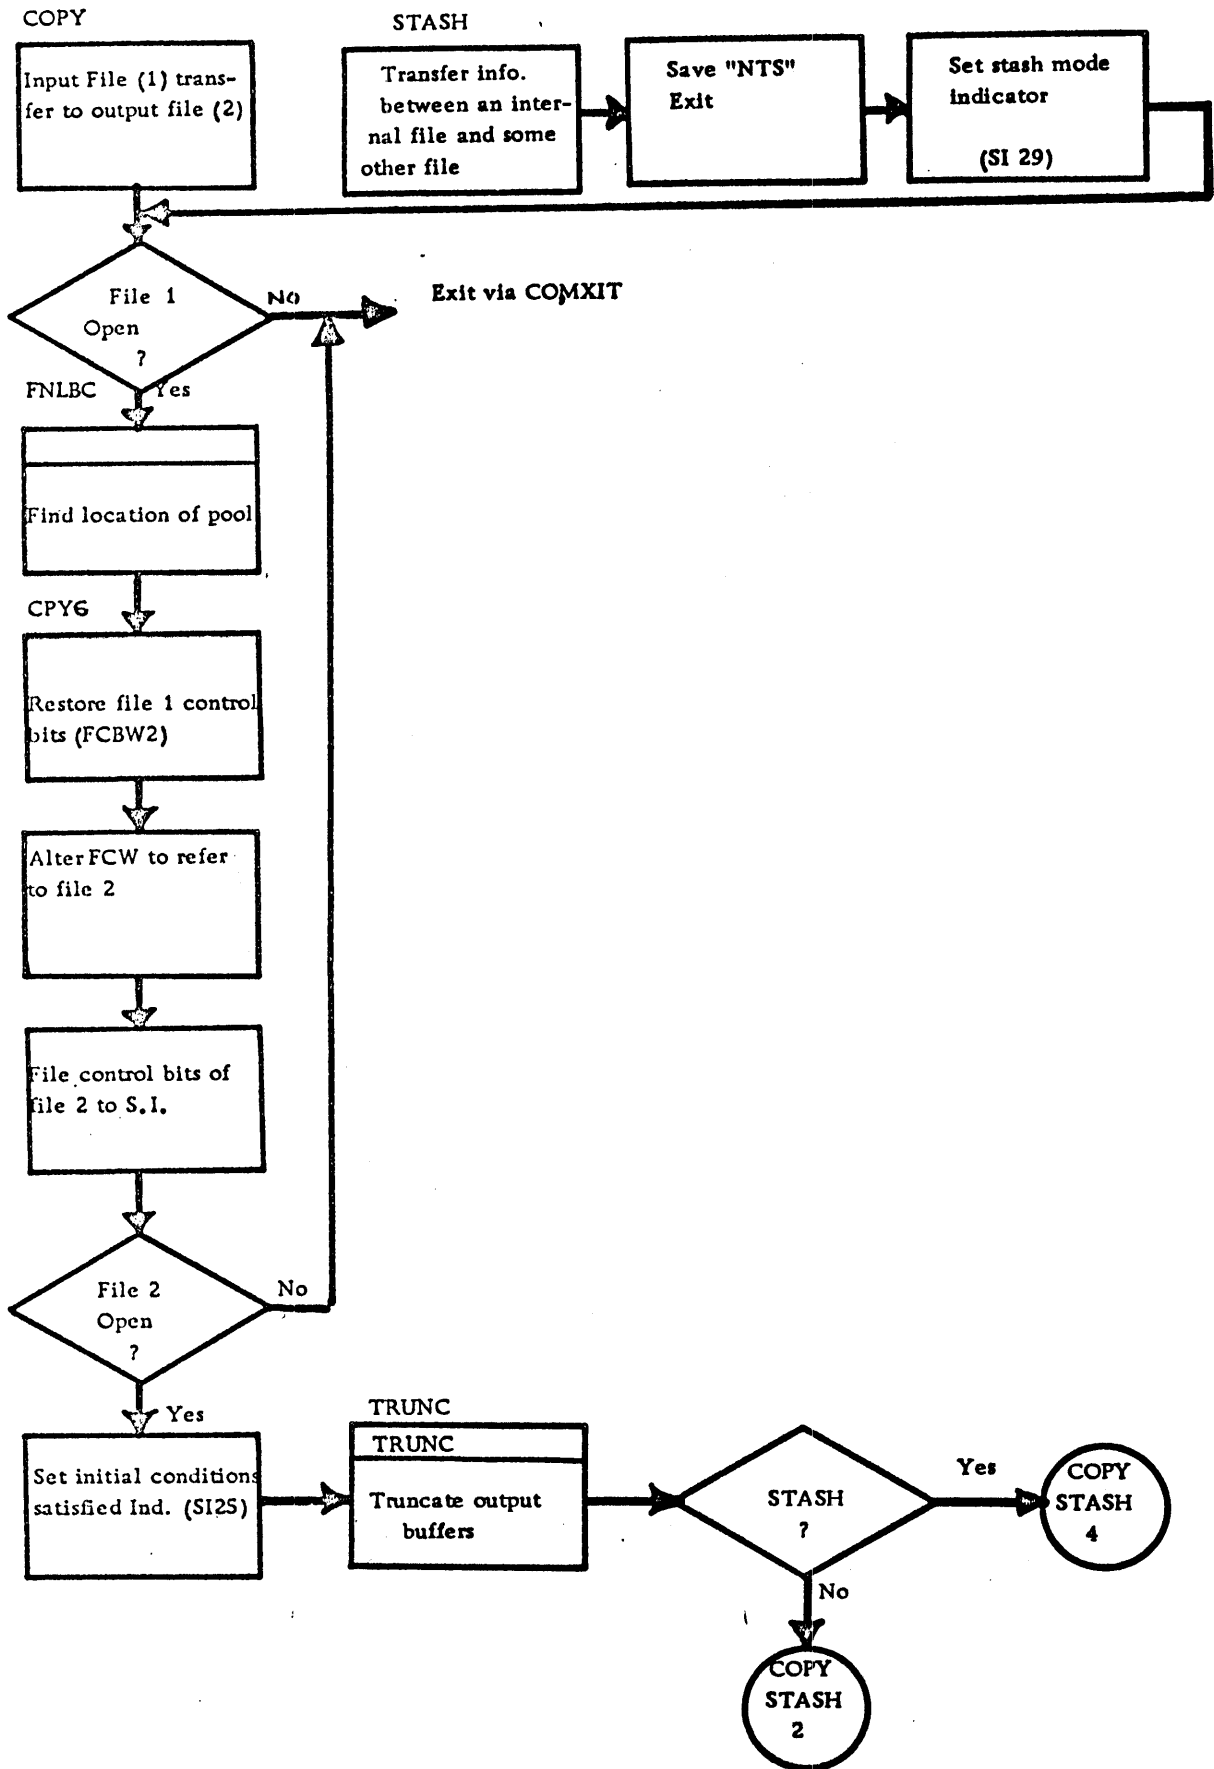 COPY
Input File (1) trans-
fer to output file (2)
STASH
Transfer info.
between an inter-
nal file and some
other file
Save "NTS"
Exit
Set stash mode
indicator
(SI 29)
File 1
Open
?
No
Exit via COMXIT
Yes
FNLBC
Find location of pool
CPY6
Restore file 1 control
bits (FCBW2)
Alter FCW to refer
to file 2
File control bits of
file 2 to S.I.
File 2
Open
?
No
Yes
Set initial conditions
satisfied Ind. (SI25)
TRUNC
TRUNC
Truncate output
buffers
STASH
?
Yes
COPY
STASH
4
No
COPY
STASH
2